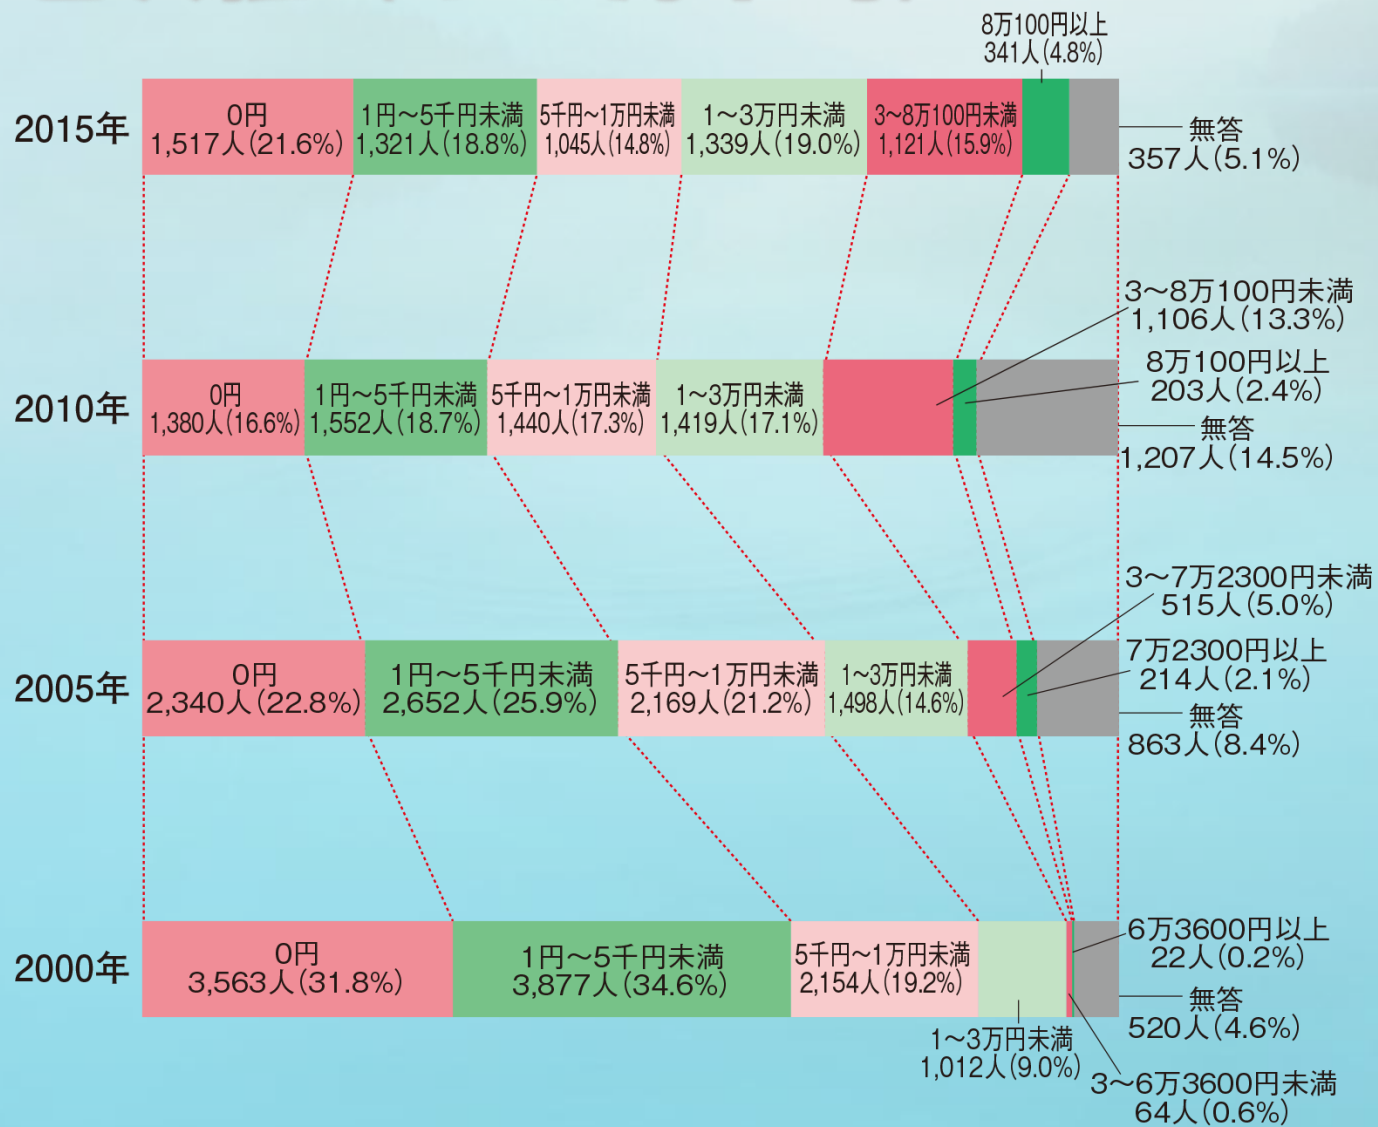 8万100円以上
341人(4.8%)
2015年
0円
1,517人(21.6%)
1円〜5千円未満
1,321人(18.8%)
5千円〜1万円未満
1,045人(14.8%)
1〜3万円未満
1,339人(19.0%)
3〜8万100円未満
1,121人(15.9%)
無答
357人(5.1%)
3〜8万100円未満
1,106人(13.3%)
8万100円以上
203人(2.4%)
2010年
0円
1,380人(16.6%)
1円〜5千円未満
1,552人(18.7%)
5千円〜1万円未満
1,440人(17.3%)
1〜3万円未満
1,419人(17.1%)
無答
1,207人(14.5%)
3〜7万2300円未満
515人(5.0%)
7万2300円以上
214人(2.1%)
2005年
0円
2,340人(22.8%)
1円〜5千円未満
2,652人(25.9%)
5千円〜1万円未満
2,169人(21.2%)
1〜3万円未満
1,498人(14.6%)
無答
863人(8.4%)
2000年
0円
3,563人(31.8%)
1円〜5千円未満
3,877人(34.6%)
5千円〜1万円未満
2,154人(19.2%)
6万3600円以上
22人(0.2%)
無答
520人(4.6%)
1〜3万円未満
1,012人(9.0%)
3〜6万3600円未満
64人(0.6%)